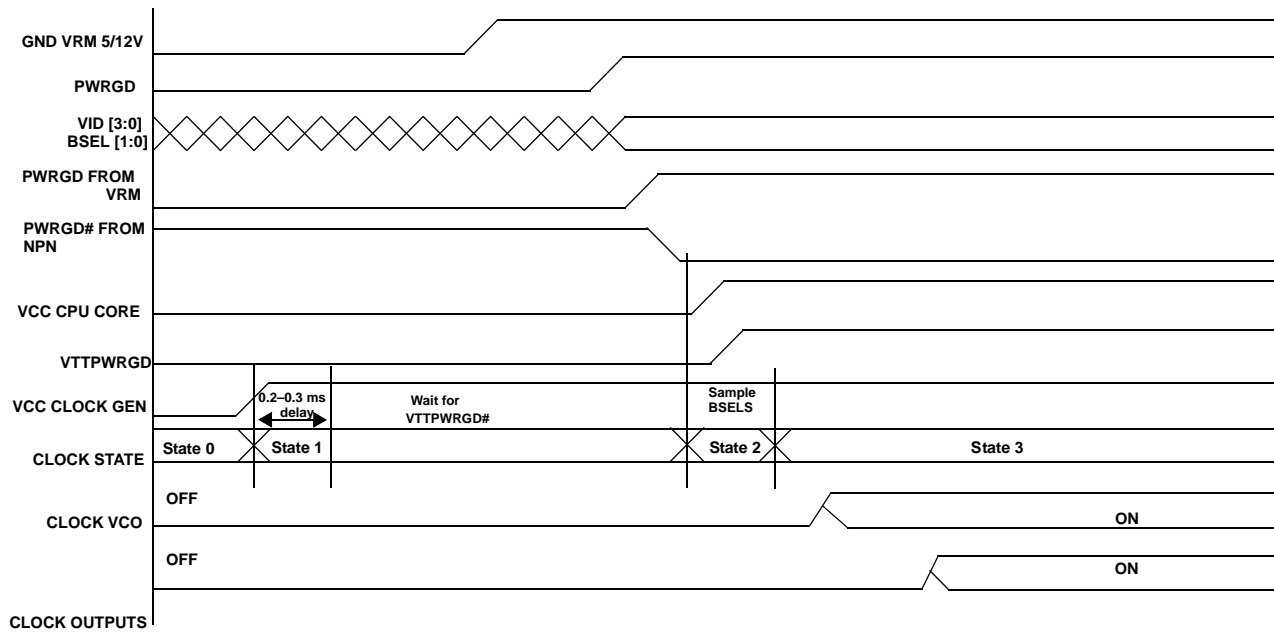 GND VRM 5/12V
PWRGD
VID [3:0]
BSEL [1:0]
PWRGD FROM
VRM
PWRGD# FROM
NPN
VCC CPU CORE
VTTPWRGD
VCC CLOCK GEN
0.2–0.3 ms
delay
Wait for
VTTPWRGD#
Sample
BSELS
CLOCK STATE
State 0
State 1
State 2
State 3
OFF
CLOCK VCO
ON
OFF
ON
CLOCK OUTPUTS